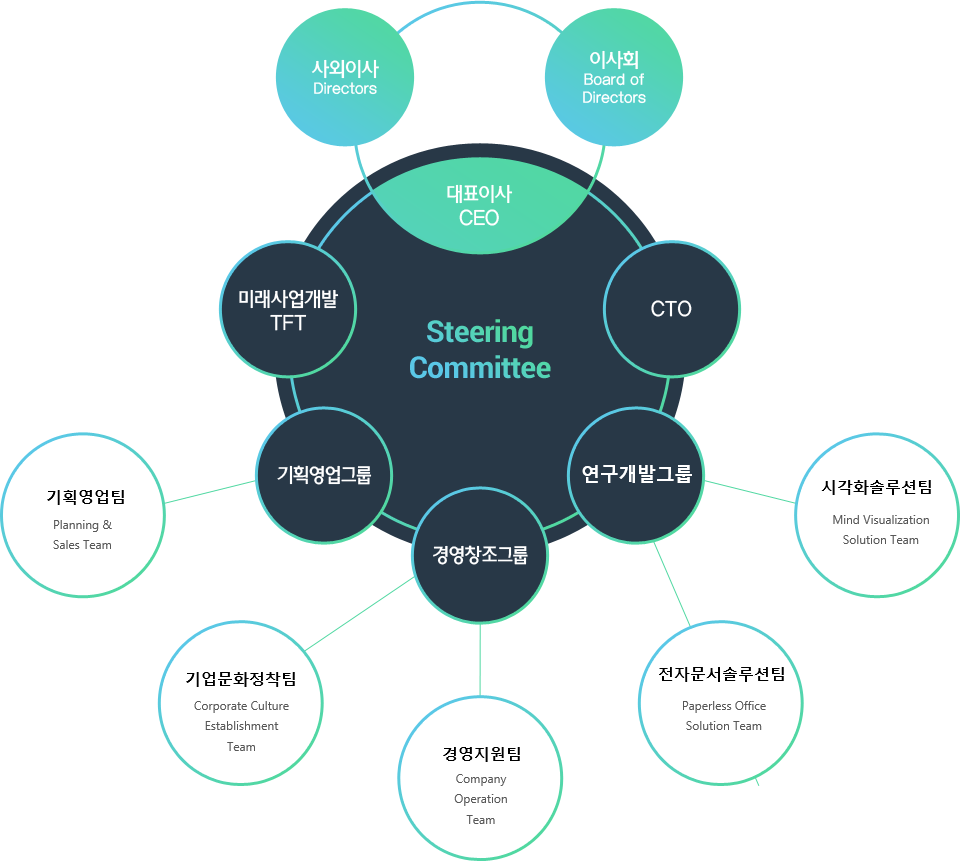 사외이사
Directors
이사회
Board of
Directors
대표이사
CEO
미래사업개발
TFT
CTO
Steering
Committee
기획영업그룹
연구개발그룹
경영창조그룹
기획영업팀
Planning &
Sales Team
시각화솔루션팀
Mind Visualization
Solution Team
기업문화정착팀
Corporate Culture
Establishment
Team
전자문서솔루션팀
Paperless Office
Solution Team
경영지원팀
Company
Operation
Team